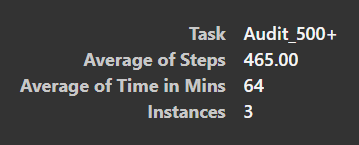 Task Audit_500+
Average of Steps 465.00
Average of Time in Mins 64
Instances 3